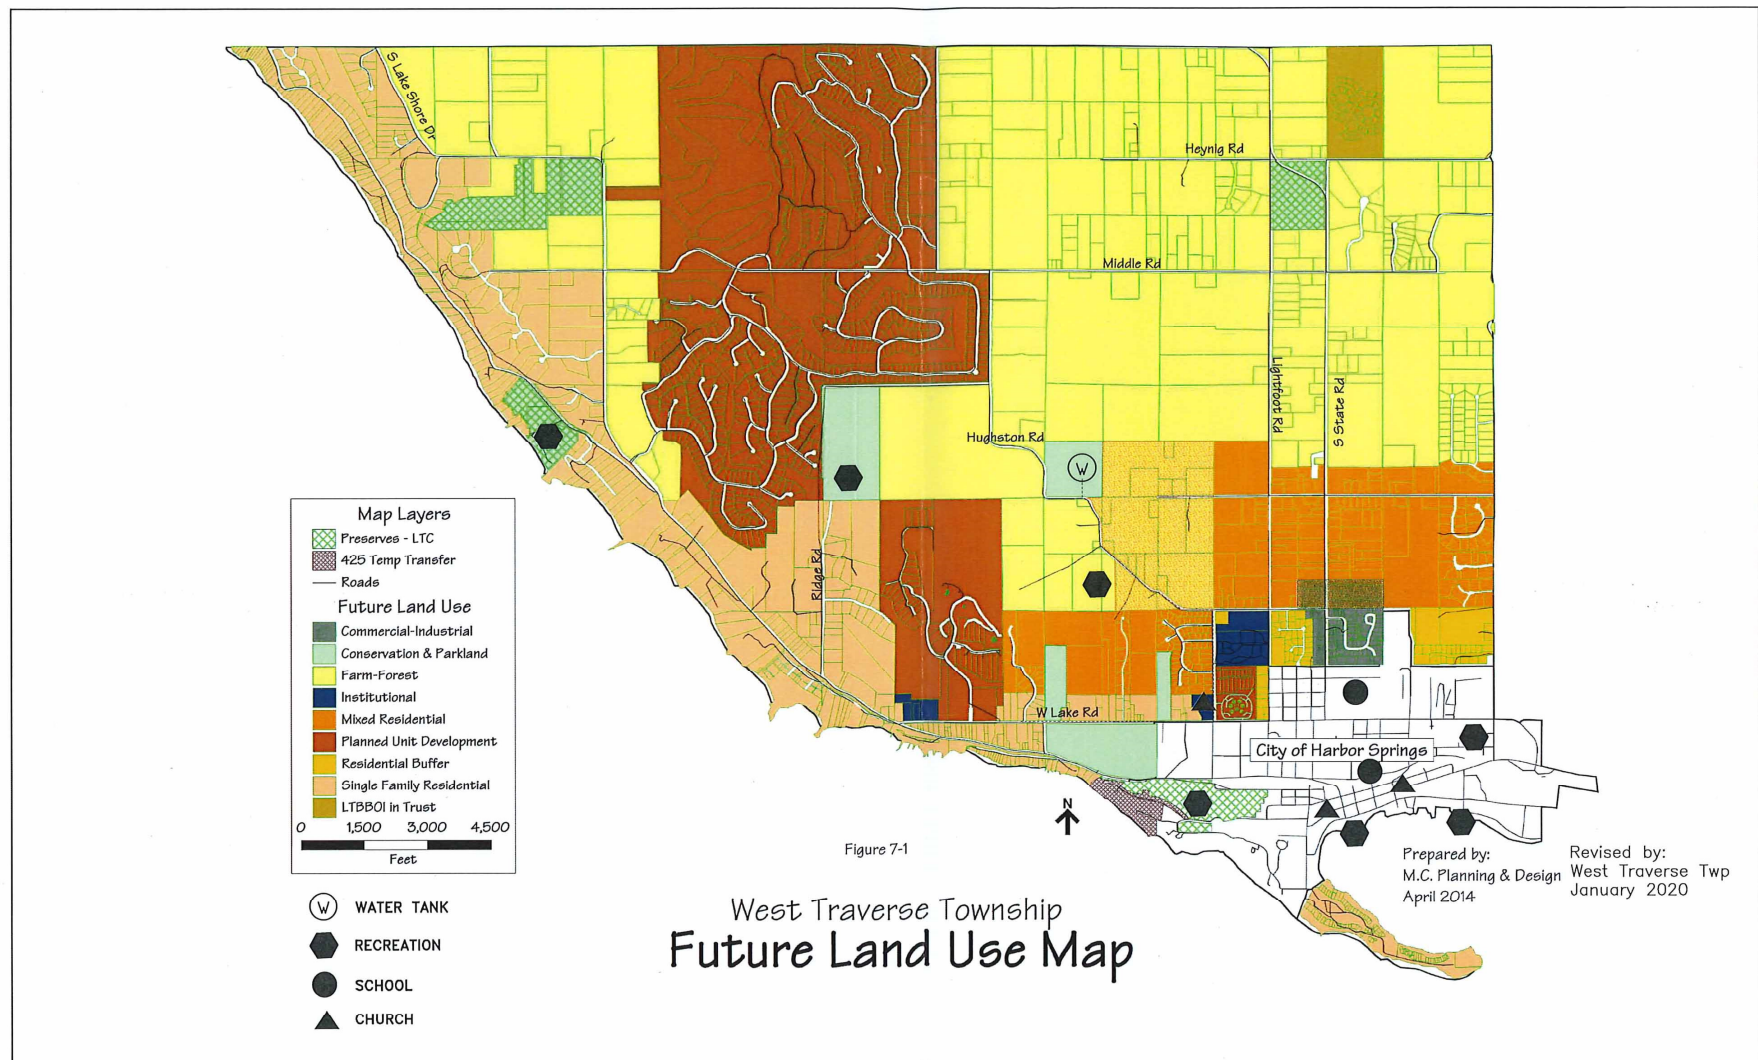 S Lake Shore Dr
Heynig Rd
Middle Rd
Lightfoot Rd
S State Rd
Hughston Rd
W
Ridge Rd
W Lake Rd
City of Harbor Springs
Map Layers
Preserves - LTC
425 Temp Transfer
Roads
Future Land Use
Commercial-Industrial
Conservation & Parkland
Farm-Forest
Institutional
Mixed Residential
Planned Unit Development
Residential Buffer
Single Family Residential
LTBBOI in Trust
0 1,500 3,000 4,500
Feet
W WATER TANK
RECREATION
SCHOOL
CHURCH
N
Figure 7-1
West Traverse Township
Future Land Use Map
Prepared by:
M.C. Planning & Design
April 2014
Revised by:
West Traverse Twp
January 2020